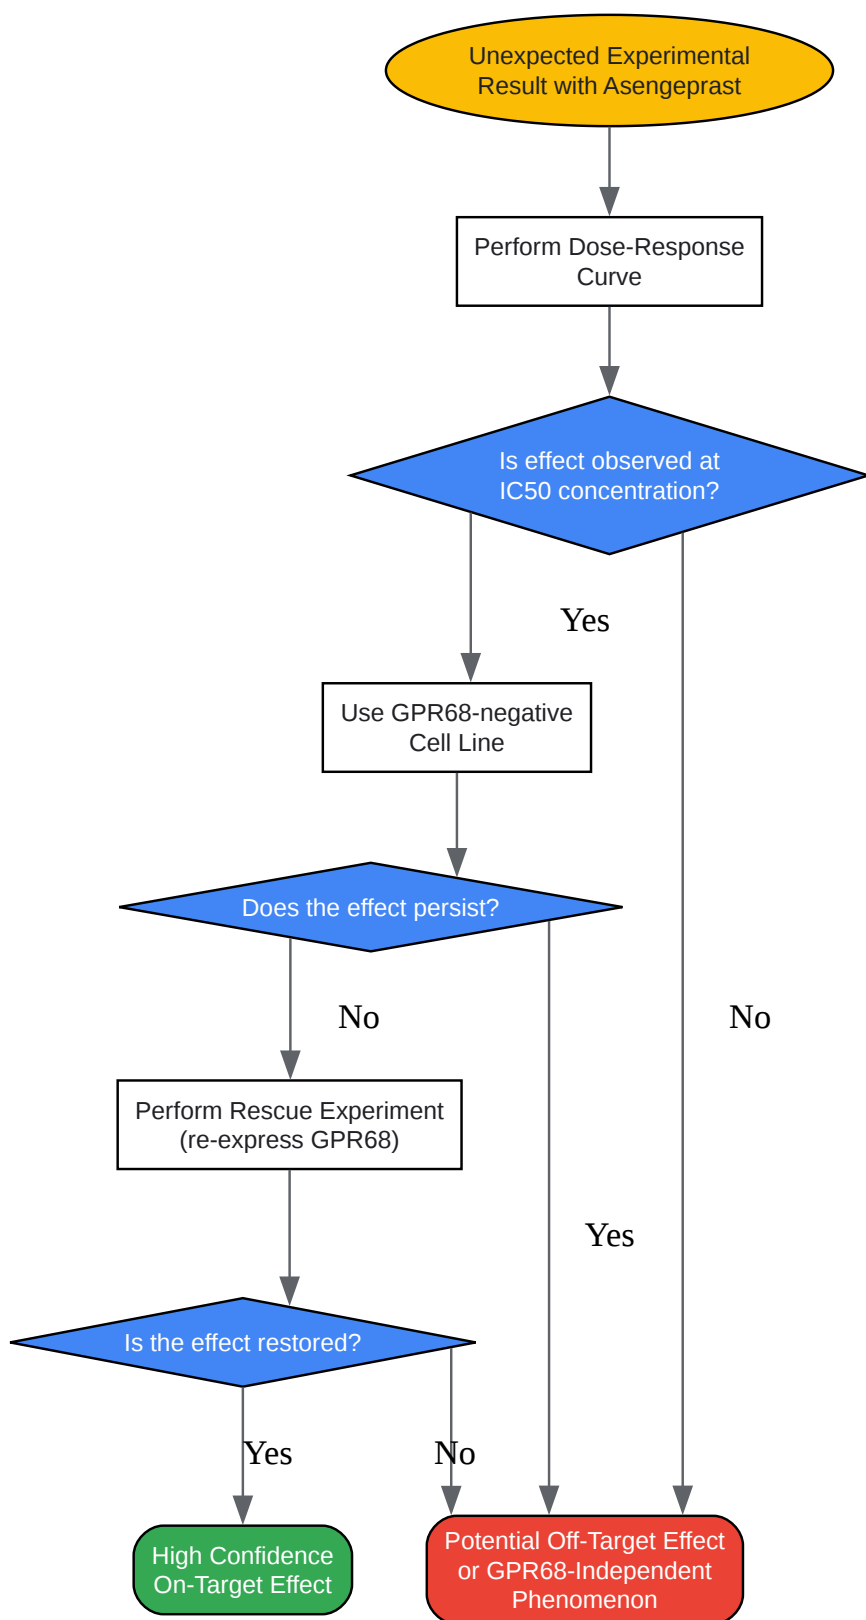 Unexpected Experimental
Result with Asengeprast
Perform Dose-Response
Curve
Is effect observed at
IC50 concentration?
Yes
Use GPR68-negative
Cell Line
Does the effect persist?
No
No
Perform Rescue Experiment
(re-express GPR68)
Yes
Is the effect restored?
Yes
No
High Confidence
On-Target Effect
Potential Off-Target Effect
or GPR68-Independent
Phenomenon